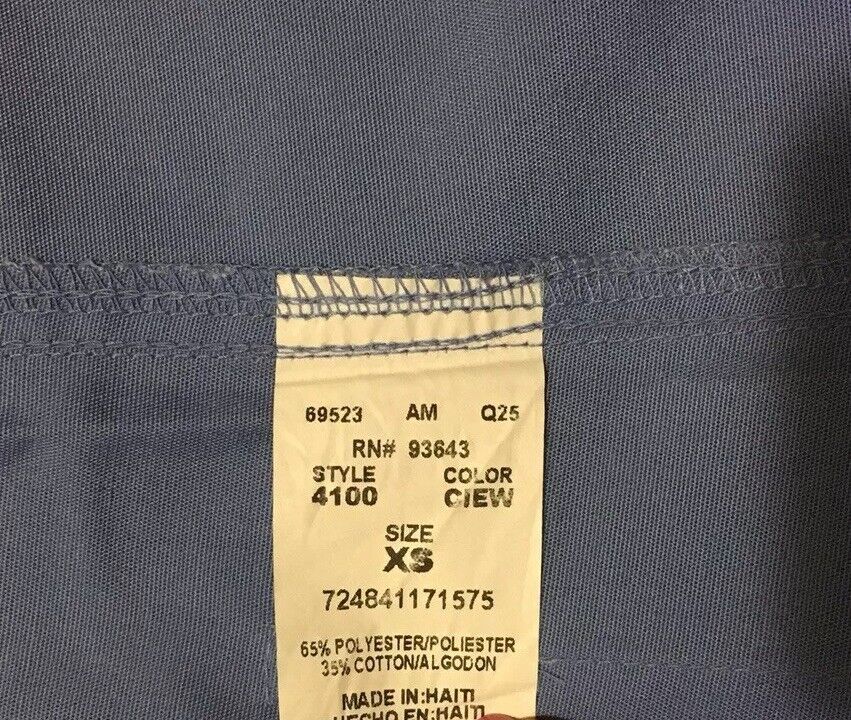 69523 AM Q25
RN# 93643
STYLE COLOR
4100 CIEW
SIZE
XS
724841171575
65% POLYESTER/POLIESTER
35% COTTON/ALGODON
MADE IN:HAITI
HECHO EN:HAITI